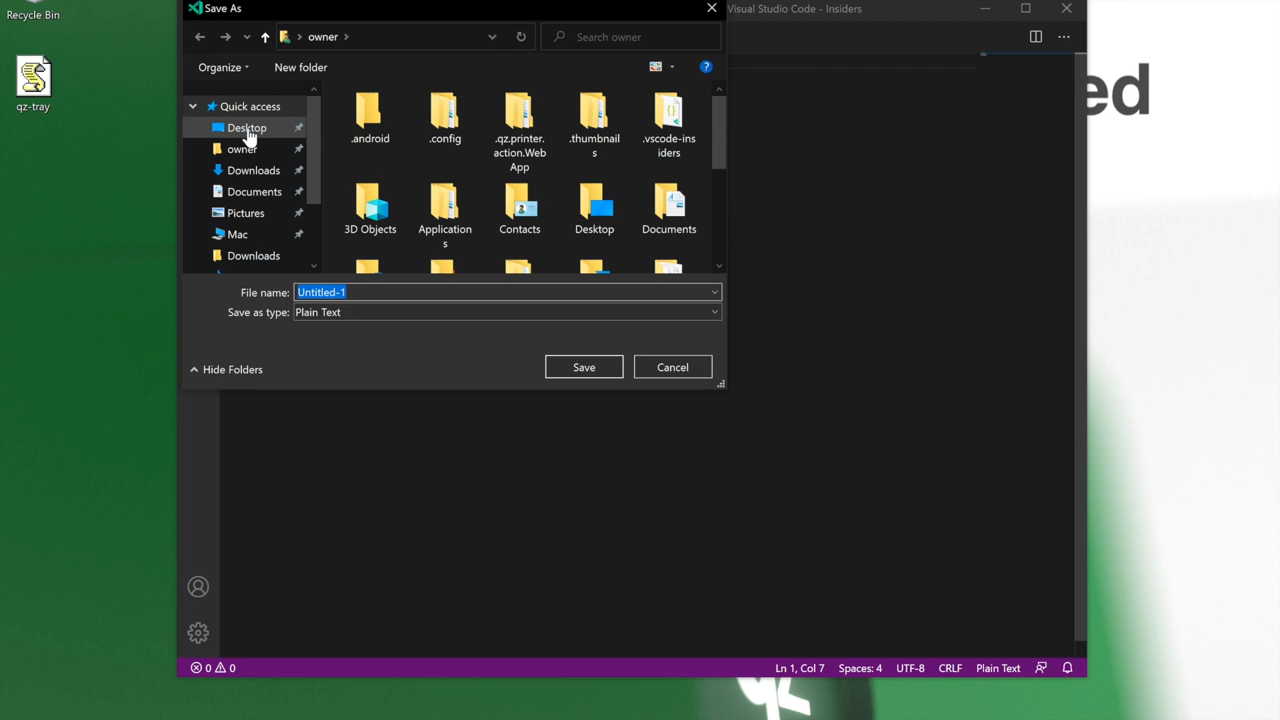 Recycle Bin
qz-tray
Save As
Visual Studio Code - Insiders
owner
Search owner
Organize
New folder
Quick access
Desktop
owner
Downloads
Documents
Pictures
Mac
Downloads
.android
.config
.qz.printer.
action.Web
App
.thumbnail
s
.vscode-ins
iders
3D Objects
Application
s
Contacts
Desktop
Documents
File name:
Untitled-1
Save as type:
Plain Text
Hide Folders
Save
Cancel
ed
0
0
Ln 1, Col 7
Spaces: 4
UTF-8
CRLF
Plain Text
qz